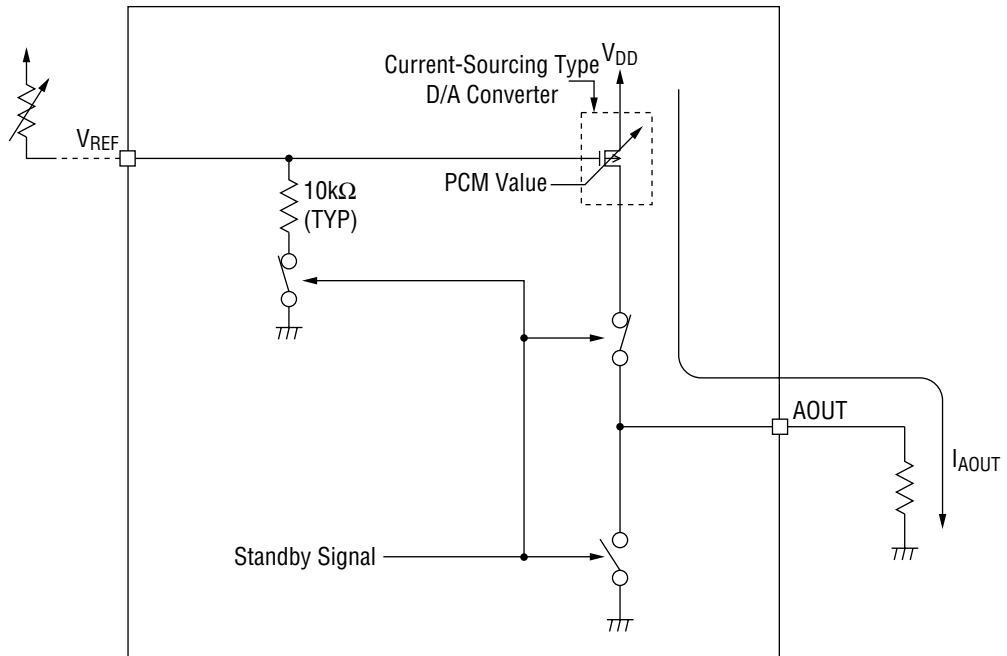 Current-Sourcing Type
D/A Converter
VDD
VREF
PCM Value
10kΩ
(TYP)
AOUT
IAOUT
Standby Signal